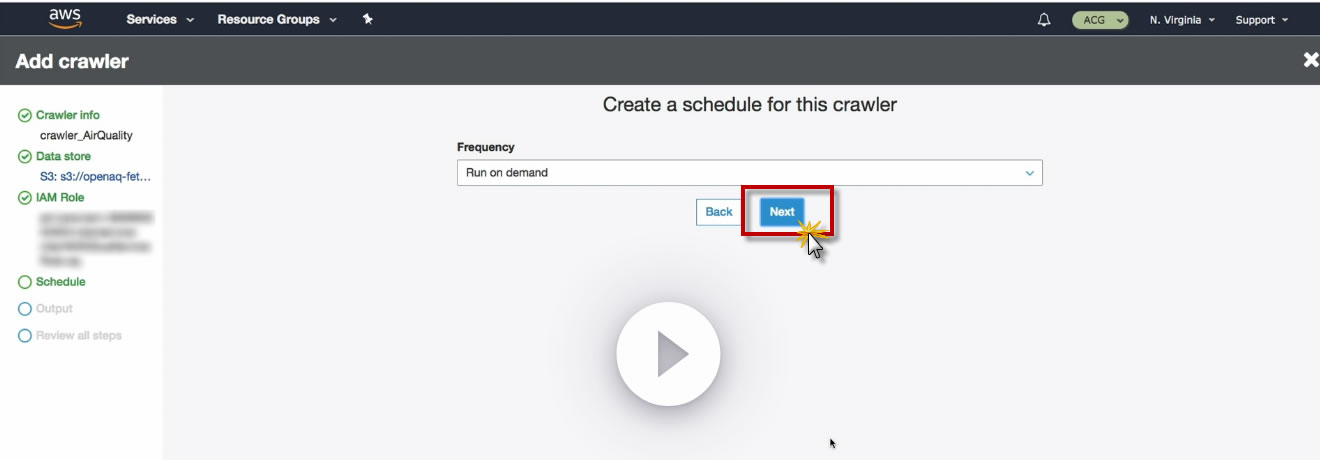 aws Services Resource Groups ACG N. Virginia Support
Add crawler
Create a schedule for this crawler
Crawler info
crawler_AirQuality
Data store
S3: s3://openaq-fet...
IAM Role
Schedule
Output
Review all steps
Frequency
Run on demand
Back Next